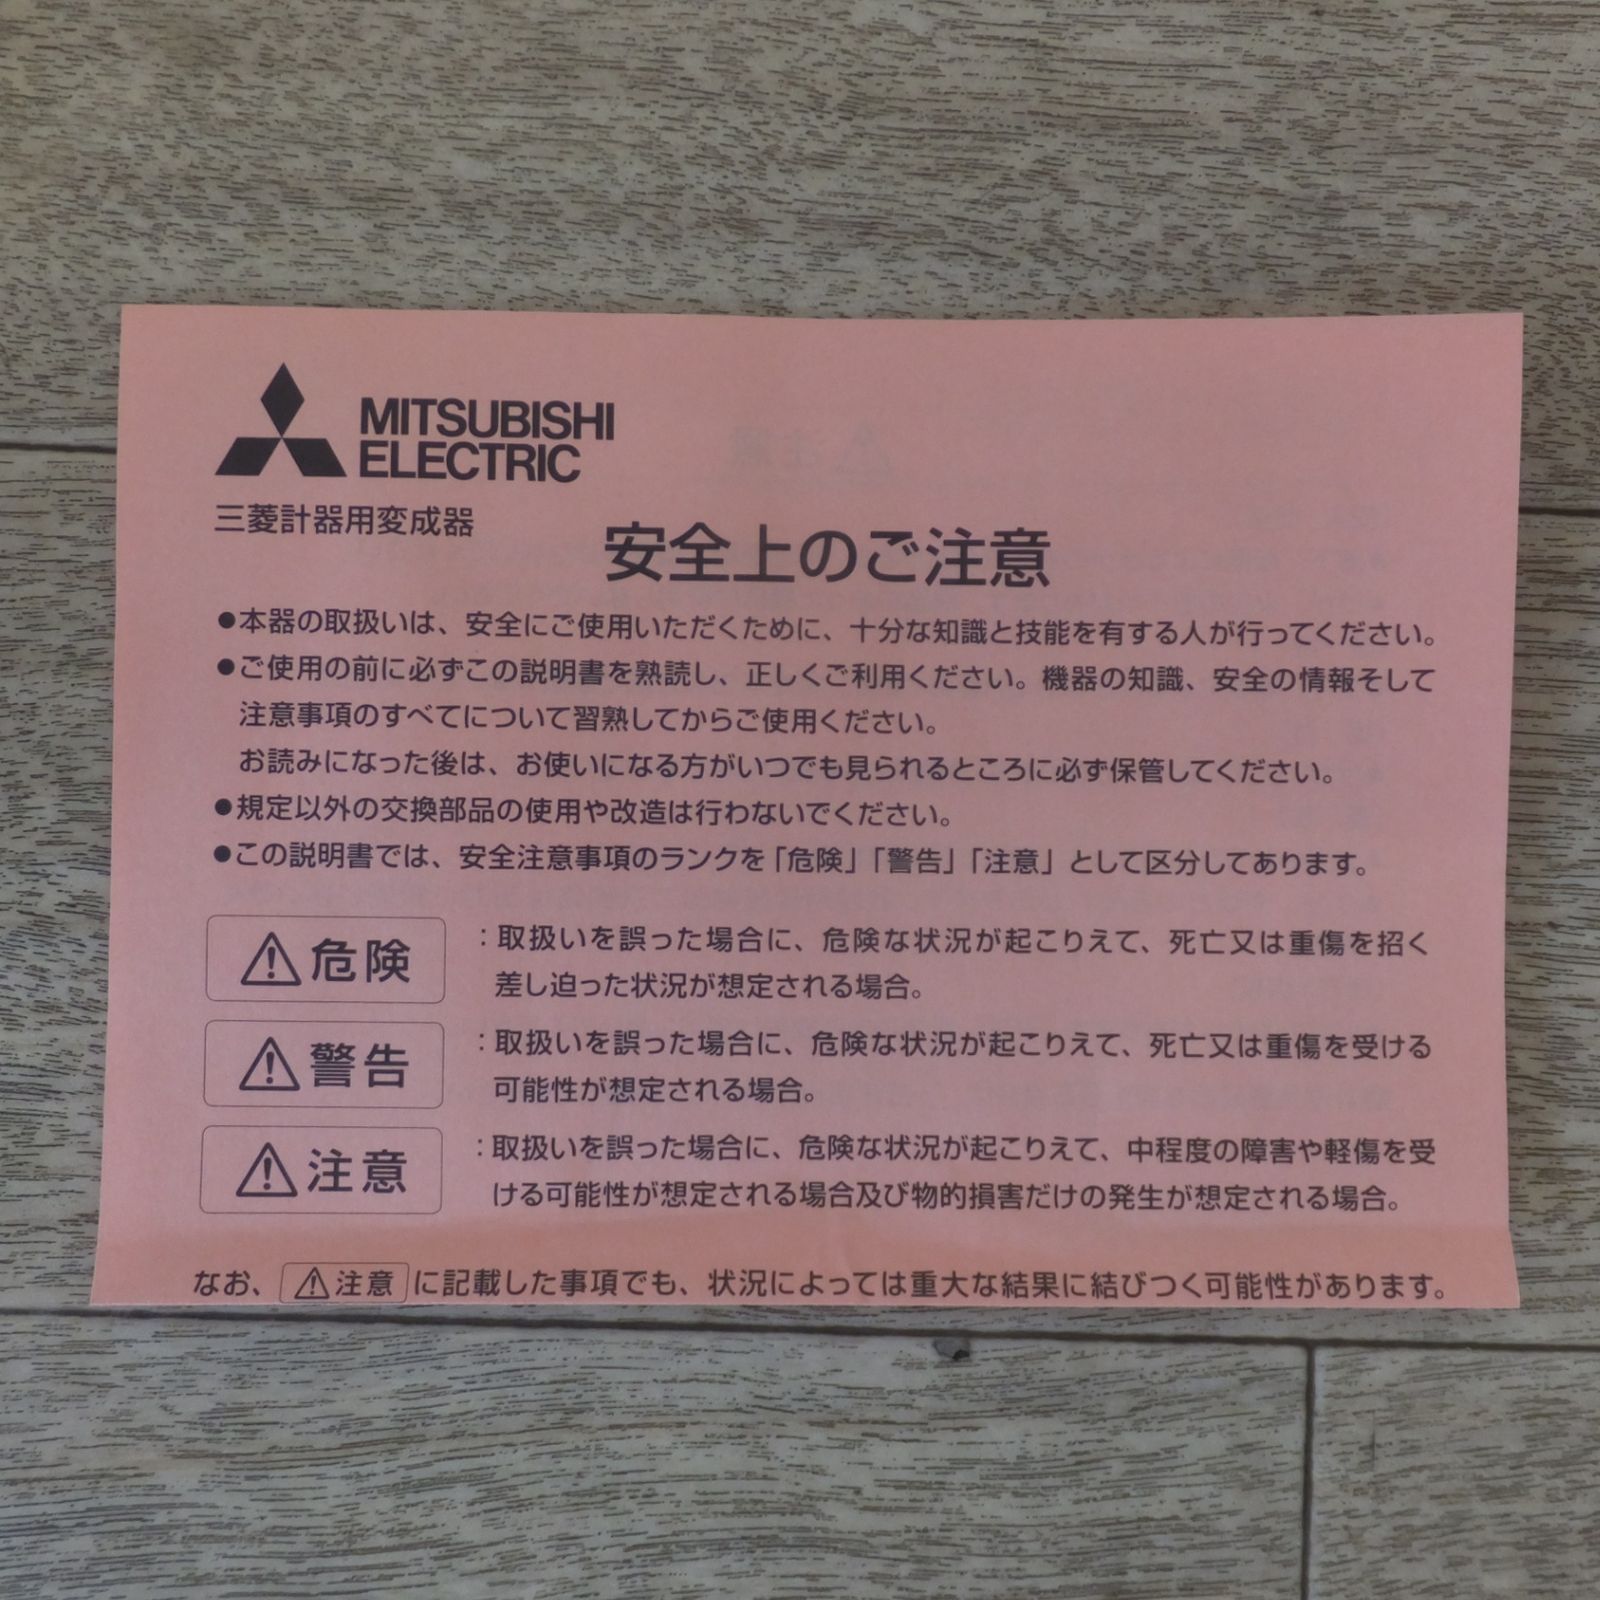 MITSUBISHI
ELECTRIC
三菱計器用変成器
安全上のご注意
●本器の取扱いは、安全にご使用いただくために、十分な知識と技能を有する人が行ってください。
●ご使用の前に必ずこの説明書を熟読し、正しくご利用ください。機器の知識、安全の情報そして
注意事項のすべてについて習熟してからご使用ください。
お読みになった後は、お使いになる方がいつでも見られるところに必ず保管してください。
●規定以外の交換部品の使用や改造は行わないでください。
●この説明書では、安全注意事項のランクを「危険」「警告」「注意」として区分してあります。
⚠危険 ：取扱いを誤った場合に、危険な状況が起こりえて、死亡又は重傷を招く
差し迫った状況が想定される場合。
⚠警告 ：取扱いを誤った場合に、危険な状況が起こりえて、死亡又は重傷を受ける
可能性が想定される場合。
⚠注意 ：取扱いを誤った場合に、危険な状況が起こりえて、中程度の障害や軽傷を受
ける可能性が想定される場合及び物的損害だけの発生が想定される場合。
なお、⚠注意に記載した事項でも、状況によっては重大な結果に結びつく可能性があります。